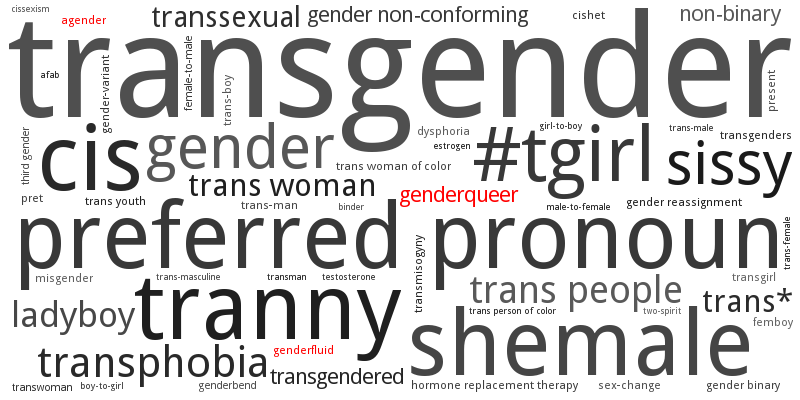 cissexism
agender
transsexual
gender non-conforming
cishet
non-binary
transgender
afab
gender-variant
female-to-male
trans-boy
present
third gender
cis
gender
dysphoria
estrogen
#tgirl
girl-to-boy
trans-male
transgenders
sissy
trans woman of color
pret
trans youth
trans woman
trans-man
binder
genderqueer
male-to-female
gender reassignment
preferred pronoun
trans-female
misgender
trans-masculine
transman
testosterone
transmisogyny
trans people
transgirl
trans*
ladyboy
tranny
trans person of color
two-spirit
femboy
shemale
transphobia
genderfluid
transgendered
transwoman
boy-to-girl
genderbend
hormone replacement therapy
sex-change
gender binary